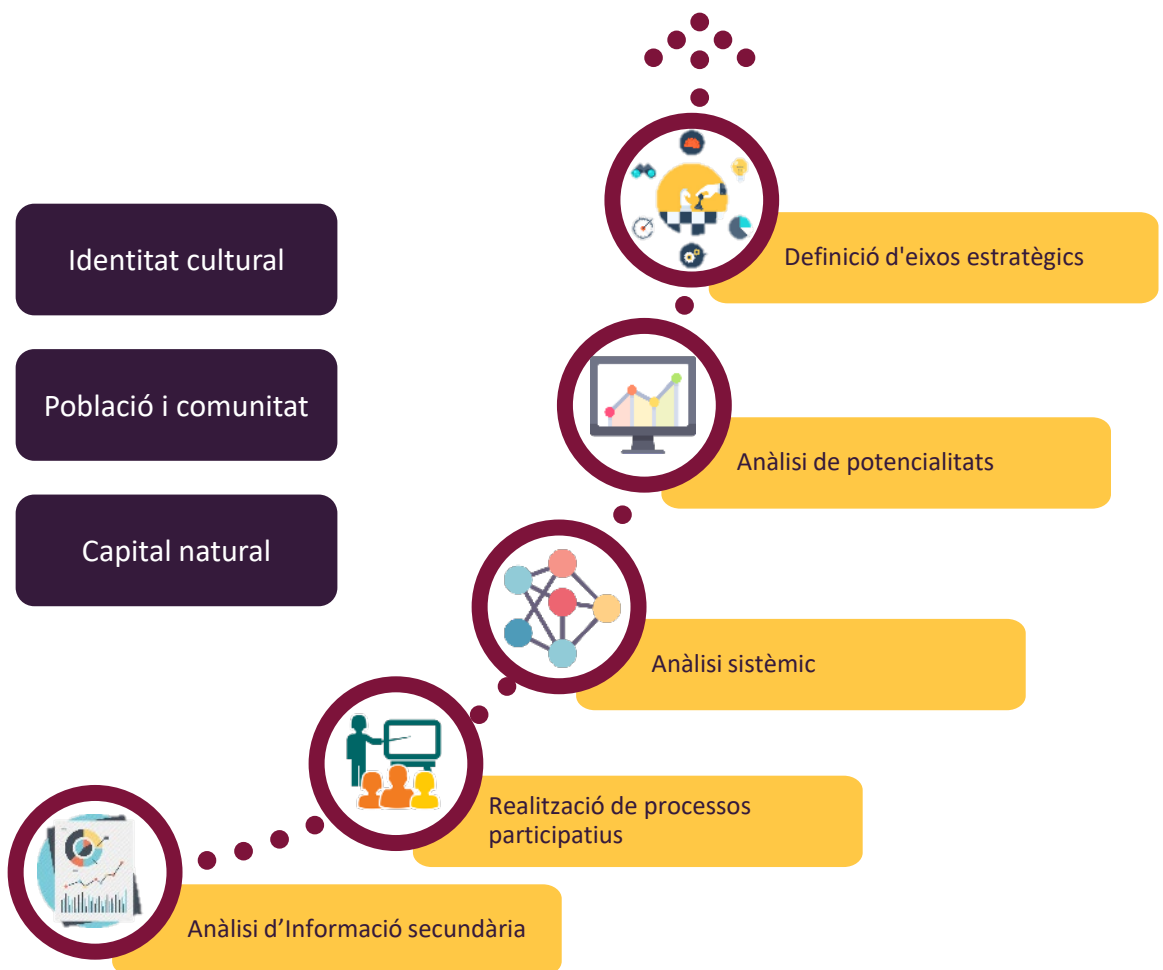 Identitat cultural
Població i comunitat
Capital natural
Definició d'eixos estratègics
Anàlisi de potencialitats
Anàlisi sistèmic
Realització de processos
participatius
Anàlisi d’Informació secundària